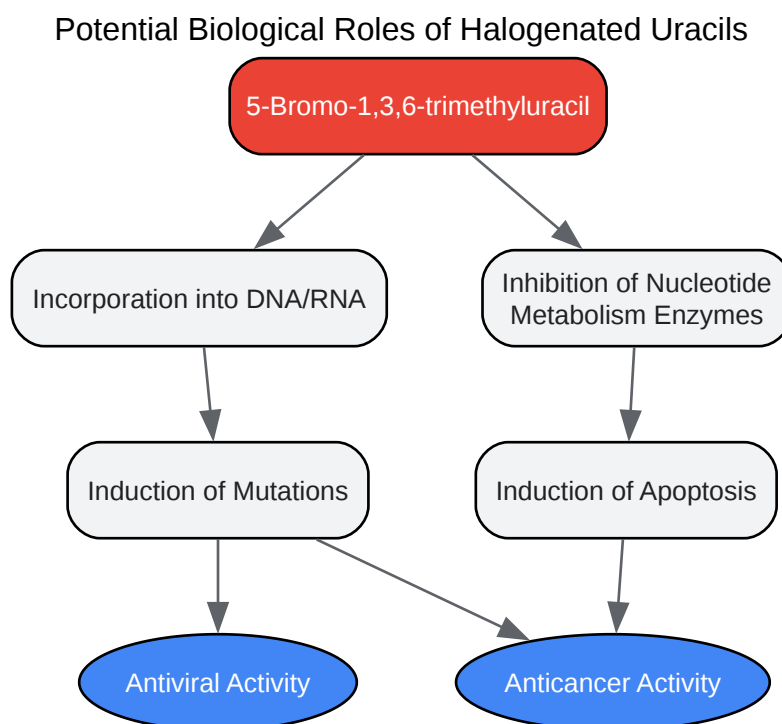 Potential Biological Roles of Halogenated Uracils
5-Bromo-1,3,6-trimethyluracil
Incorporation into DNA/RNA
Inhibition of Nucleotide
Metabolism Enzymes
Induction of Mutations
Induction of Apoptosis
Antiviral Activity
Anticancer Activity